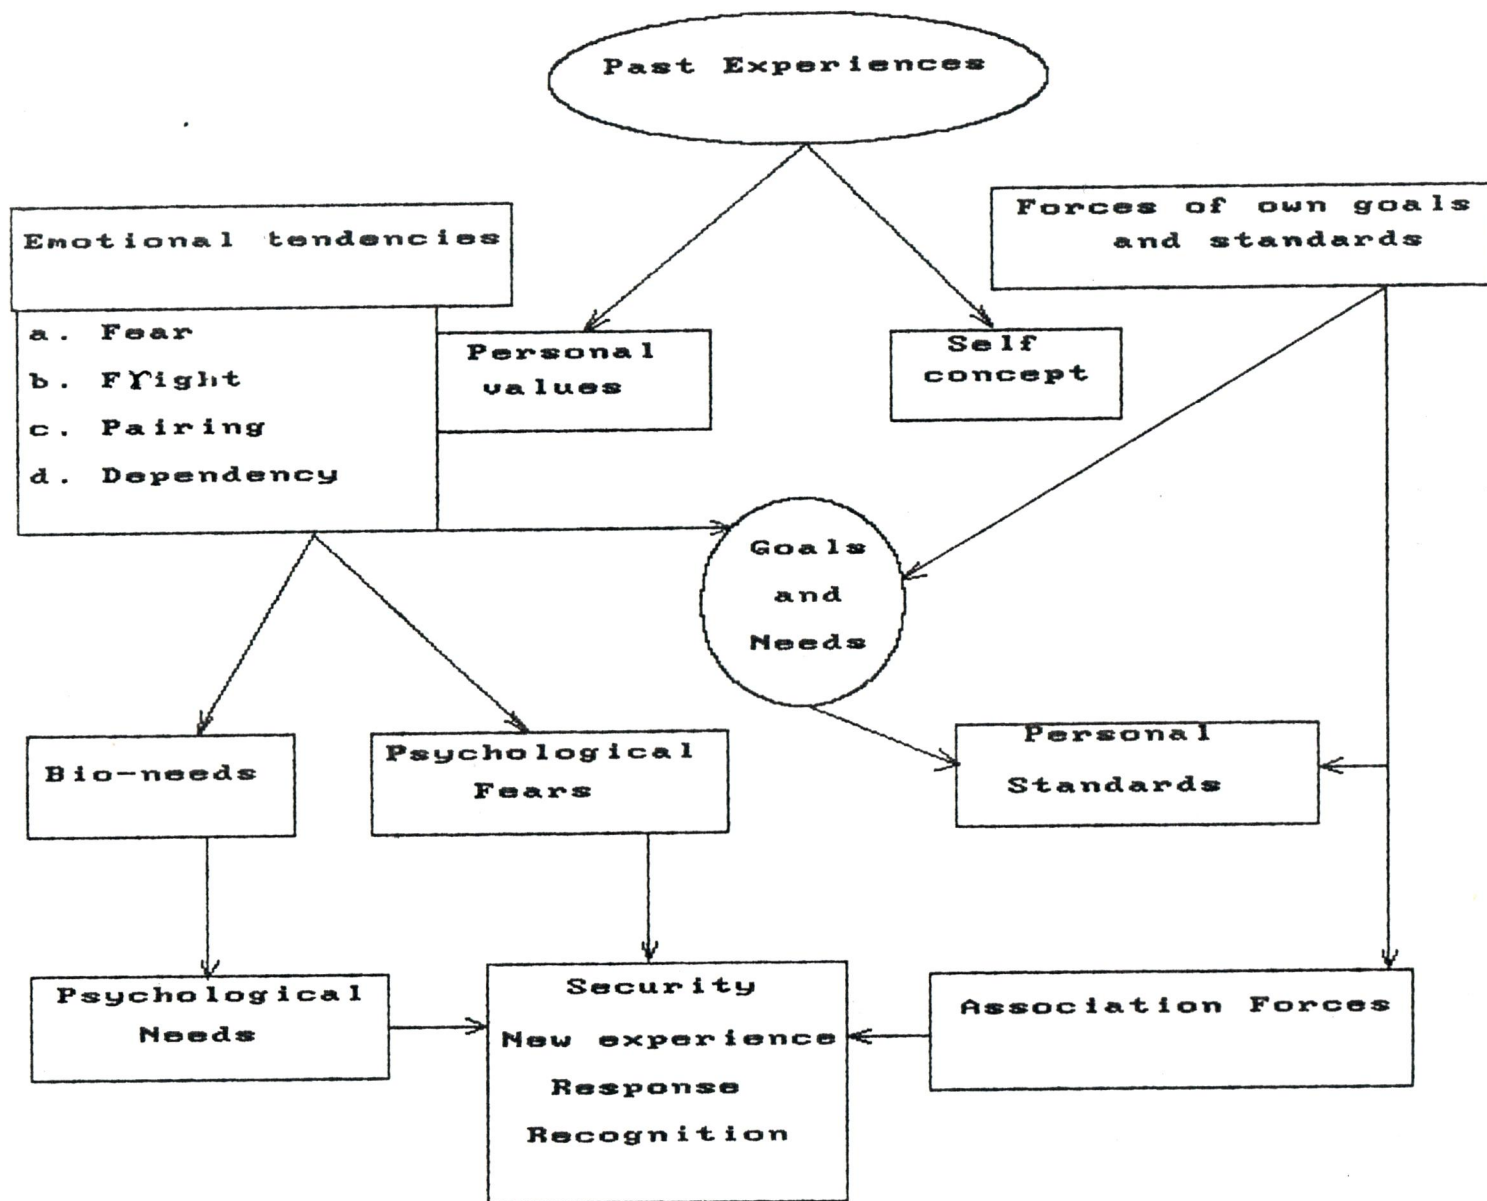 Past Experiences
Forces of own goals
and standards
Emotional tendencies
a. Fear
b. Fright
c. Pairing
d. Dependency
Personal
values
Self
concept
Goals
and
Needs
Bio-needs
Psychological
Fears
Personal
Standards
Psychological
Needs
Security
New experience
Response
Recognition
Association Forces